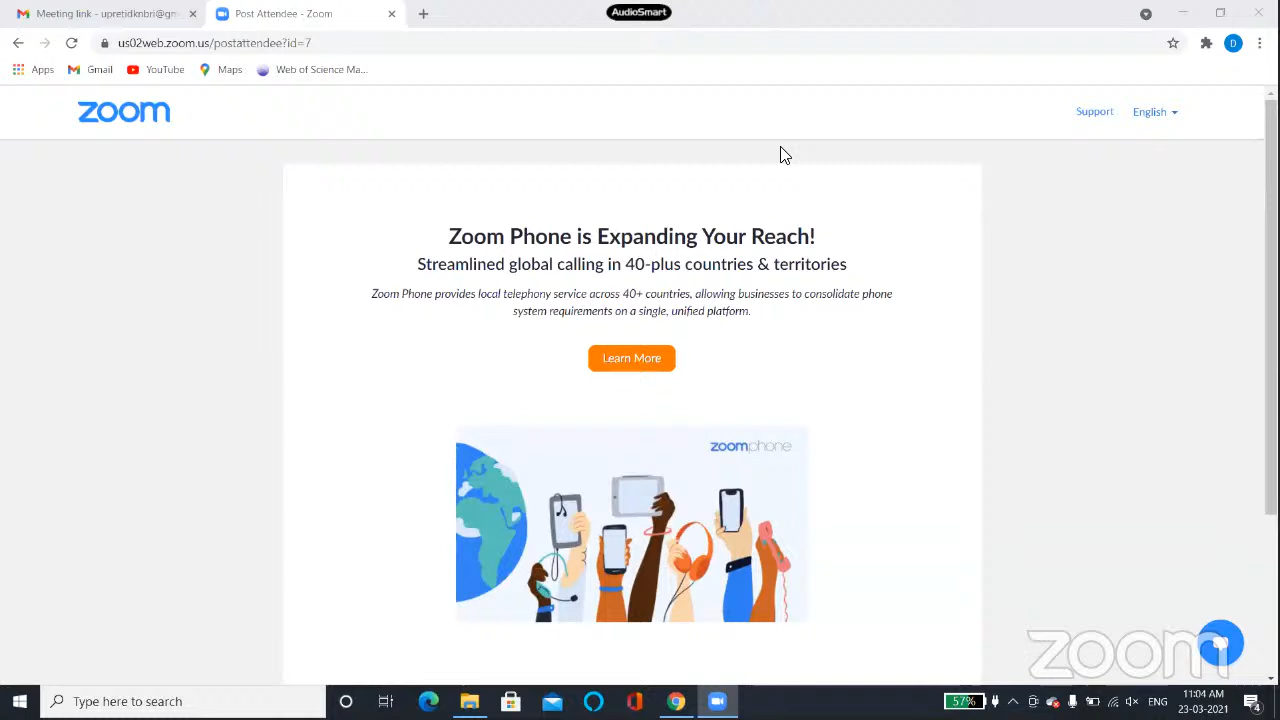 Meeting link - upretidknbri@gm
Post Attendee - Zoom
AudioSmart
us02web.zoom.us/postattendee?id=7
D
Apps
Gmail
YouTube
Maps
Web of Science Ma...
zoom
Support
English
Zoom Phone is Expanding Your Reach!
Streamlined global calling in 40-plus countries & territories
Zoom Phone provides local telephony service across 40+ countries, allowing businesses to consolidate phone
system requirements on a single, unified platform.
Learn More
zoomphone
zoom
Type here to search
57%
ENG
11:04 AM
23-03-2021
4